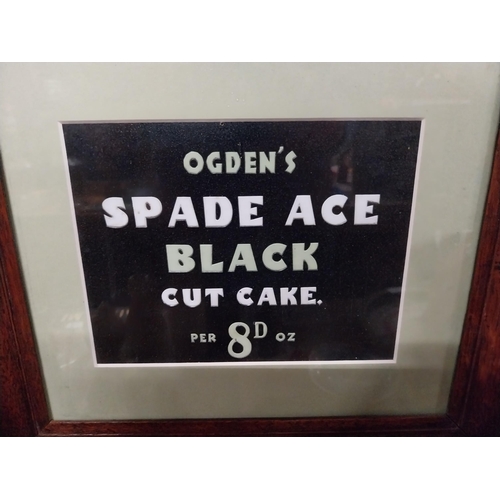 OGDEN'S
SPADE ACE
BLACK
CUT CAKE.
PER 8D OZ